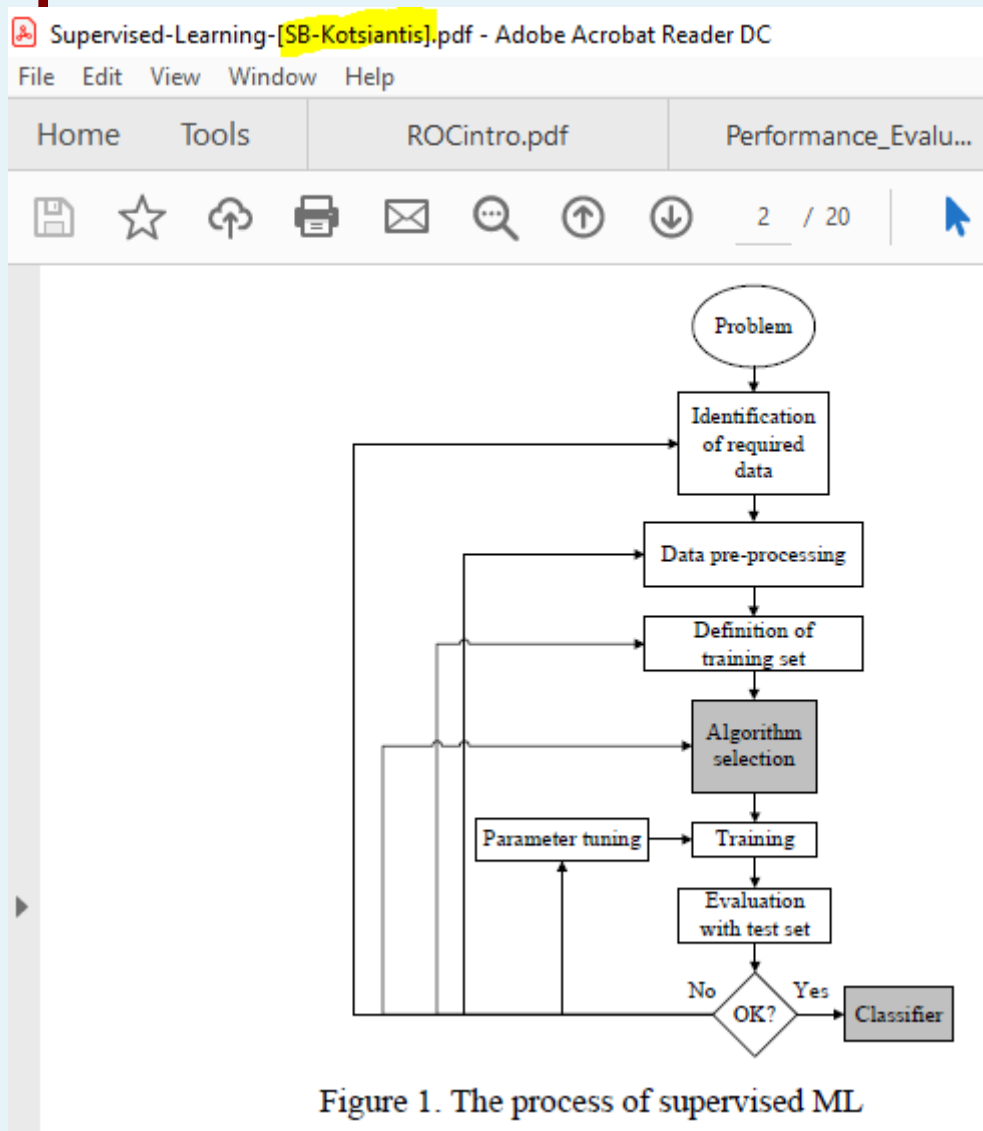 Supervised-Learning-[SB-Kotsiantis].pdf - Adobe Acrobat Reader DC
File Edit View Window Help
Home Tools ROCintro.pdf Performance_Evalu...
2 / 20
Problem
Identification
of required
data
Data pre-processing
Definition of
training set
Algorithm
selection
Parameter tuning
Training
Evaluation
with test set
No
OK?
Yes
Classifier
Figure 1. The process of supervised ML